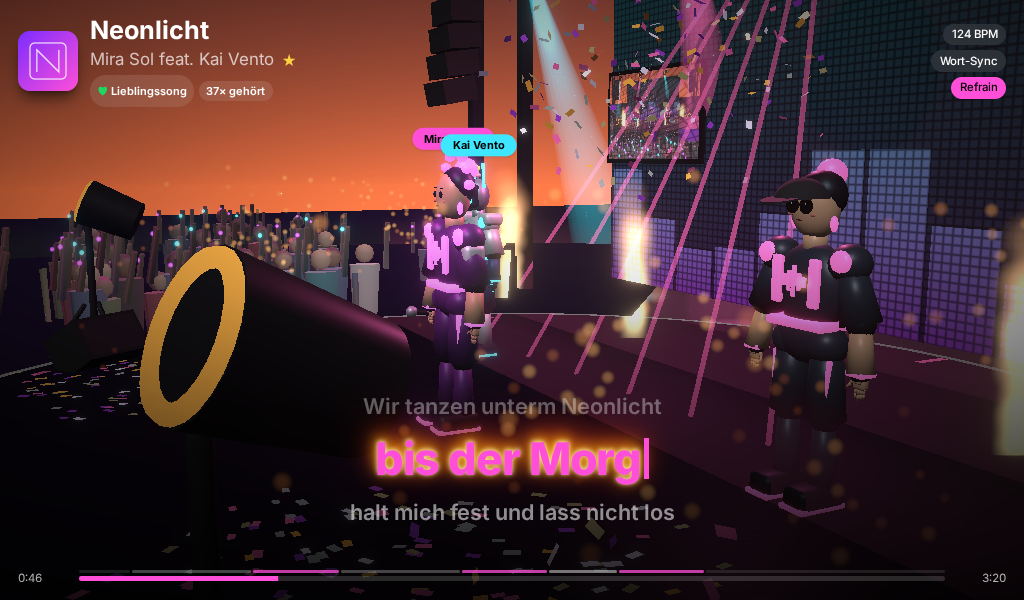 Neonlicht
Mira Sol feat. Kai Vento ★
Lieblingssong
37× gehört
124 BPM
Wort-Sync
Refrain
Kai Vento
Wir tanzen unterm Neonlicht
bis der Morg
halt mich fest und lass nicht los
0:46
3:20